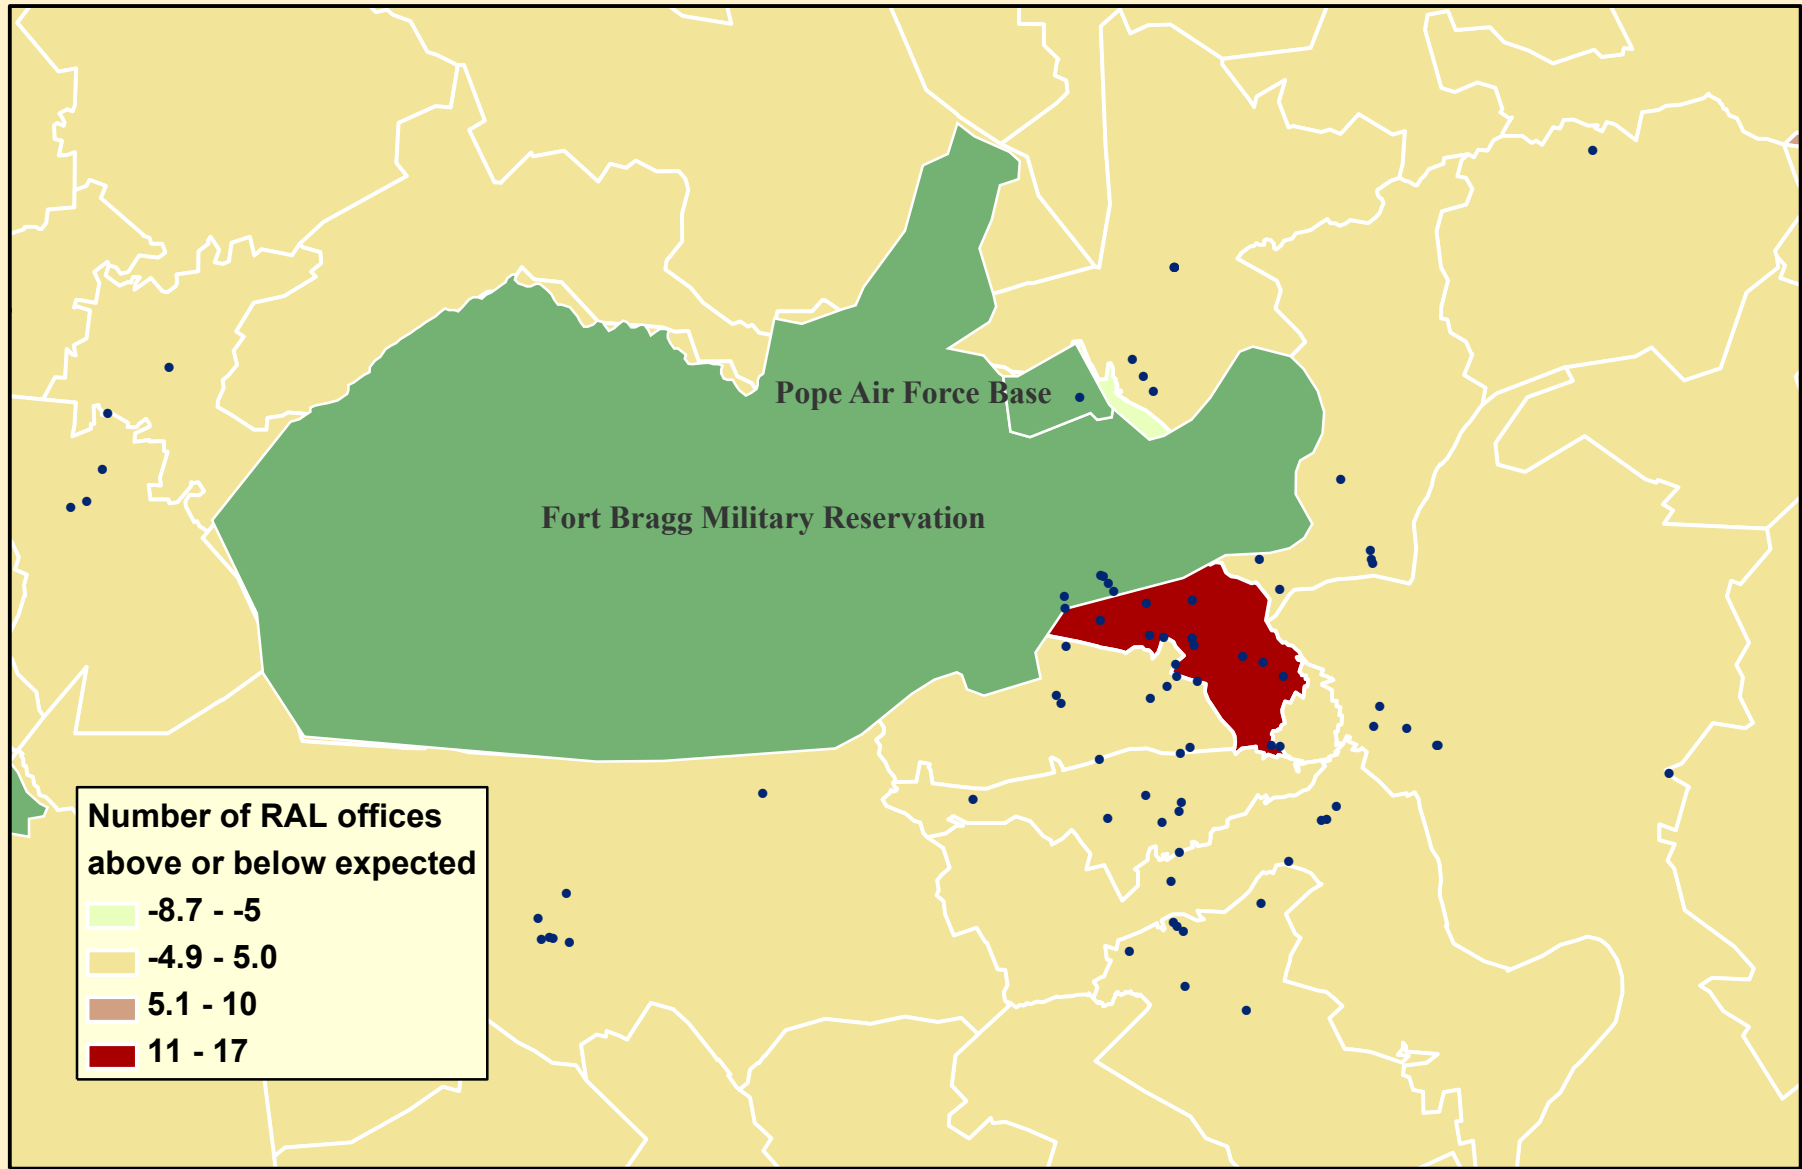 Pope Air Force Base
Fort Bragg Military Reservation
Number of RAL offices
above or below expected
-8.7 - -5
-4.9 - 5.0
5.1 - 10
11 - 17